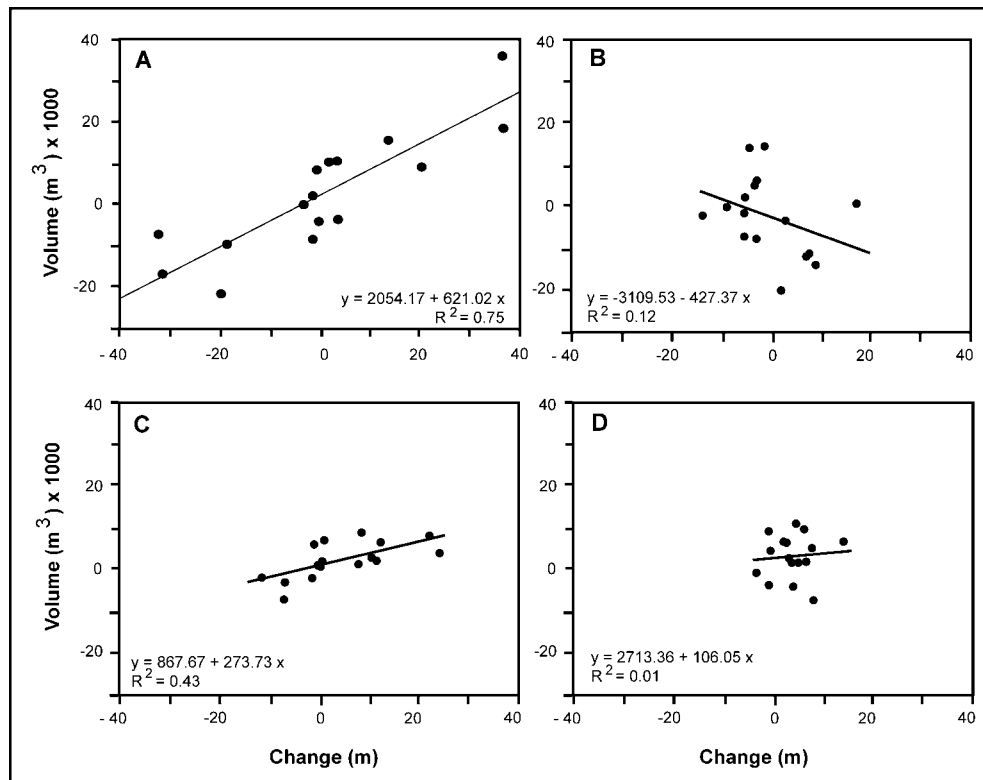 A
B
40
20
0
-20
Volume (m3) x 1000
y = 2054.17 + 621.02 x
R2 = 0.75
- 40
-20
0
20
40
40
20
0
-20
y = -3109.53 - 427.37 x
R2 = 0.12
- 40
-20
0
20
40
C
D
40
20
0
-20
Volume (m3) x 1000
y = 867.67 + 273.73 x
R2 = 0.43
- 40
-20
0
20
40
Change (m)
40
20
0
-20
y = 2713.36 + 106.05 x
R2 = 0.01
- 40
-20
0
20
40
Change (m)